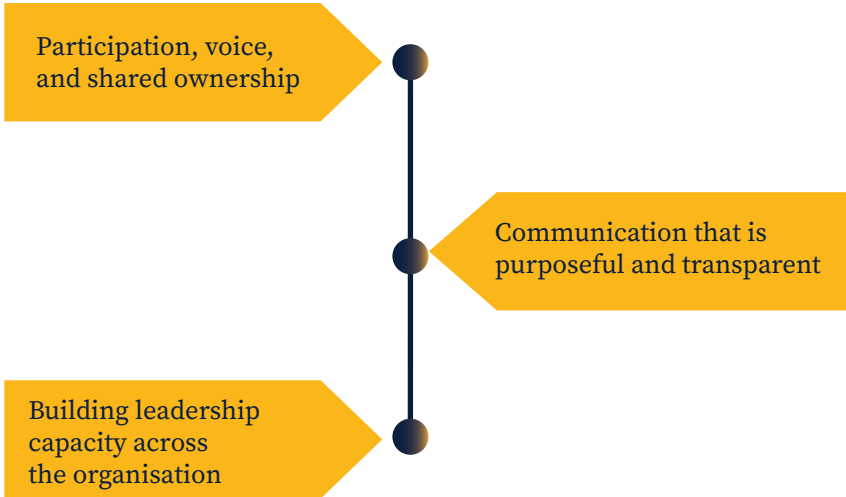 Participation, voice,
and shared ownership
Communication that is
purposeful and transparent
Building leadership
capacity across
the organisation